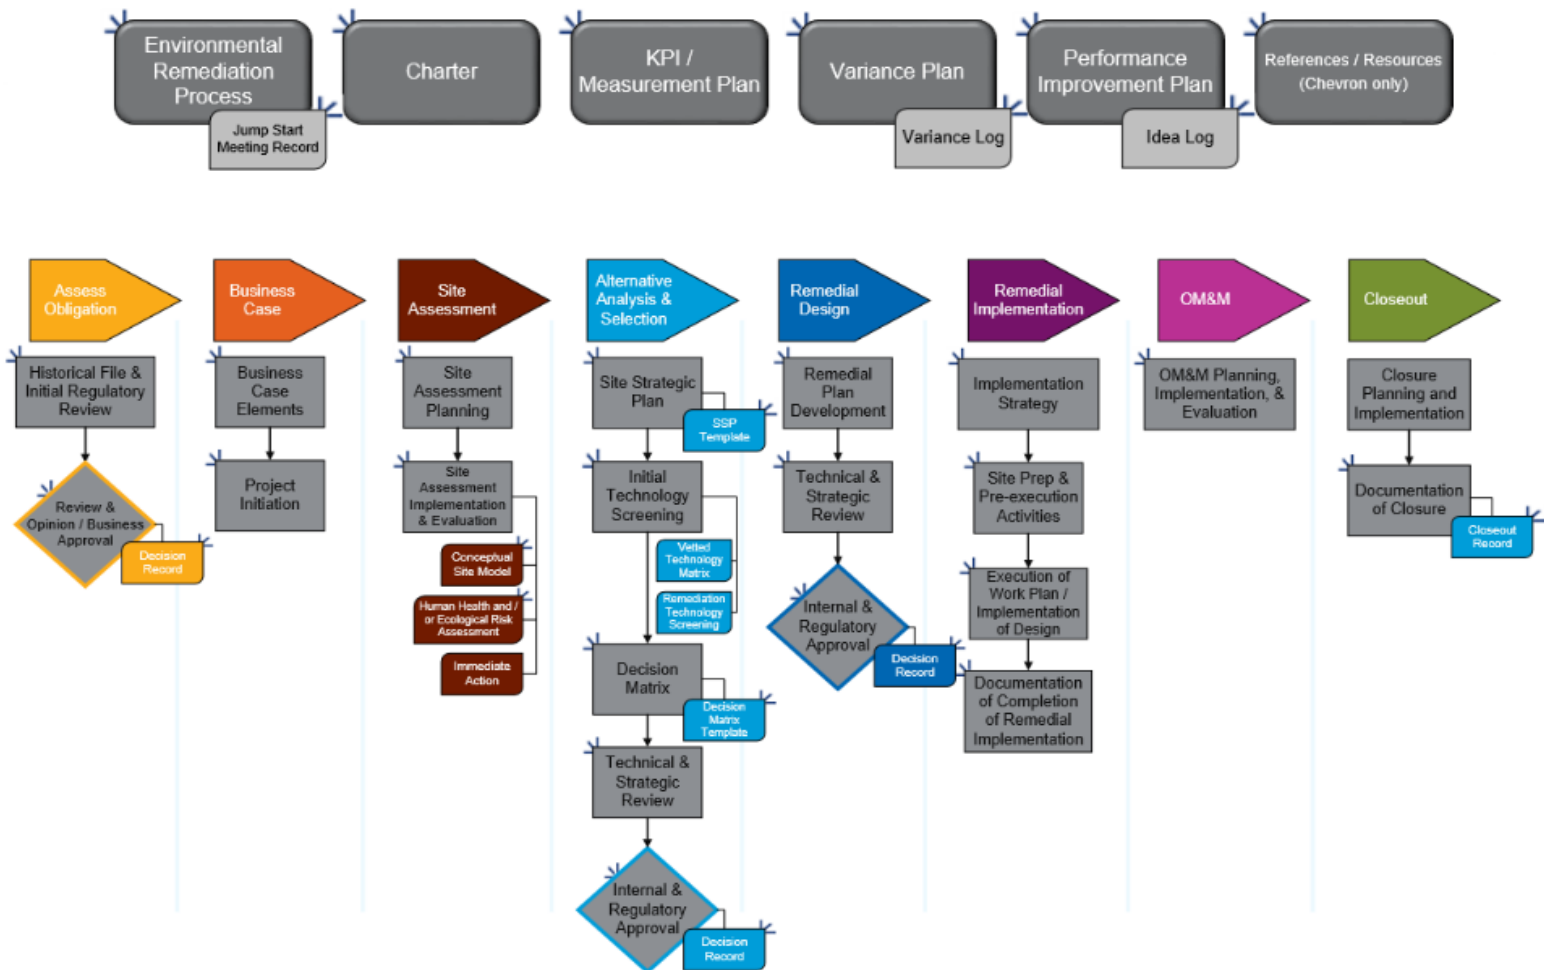 Environmental
Remediation
Process
Jump Start
Meeting Record
Charter
KPI /
Measurement Plan
Variance Plan
Variance Log
Performance
Improvement Plan
Idea Log
References / Resources
(Chevron only)
Assess
Obligation
Business
Case
Site
Assessment
Alternative
Analysis &
Selection
Remedial
Design
Remedial
Implementation
OM&M
Closeout
Historical File &
Initial Regulatory
Review
Review &
Opinion / Business
Approval
Decision
Record
Business
Case
Elements
Project
Initiation
Site
Assessment
Planning
Site
Assessment
Implementation
& Evaluation
Conceptual
Site Model
Human Health and /
or Ecological Risk
Assessment
Immediate
Action
Site Strategic
Plan
SSP
Template
Initial
Technology
Screening
Vetted
Technology
Matrix
Remediation
Technology
Screening
Decision
Matrix
Decision
Matrix
Template
Technical &
Strategic
Review
Internal &
Regulatory
Approval
Decision
Record
Remedial
Plan
Development
Technical &
Strategic
Review
Internal &
Regulatory
Approval
Decision
Record
Implementation
Strategy
Site Prep &
Pre-execution
Activities
Execution of
Work Plan /
Implementation
of Design
Documentation
of Completion
of Remedial
Implementation
OM&M Planning,
Implementation, &
Evaluation
Closure
Planning and
Implementation
Documentation
of Closure
Closeout
Record